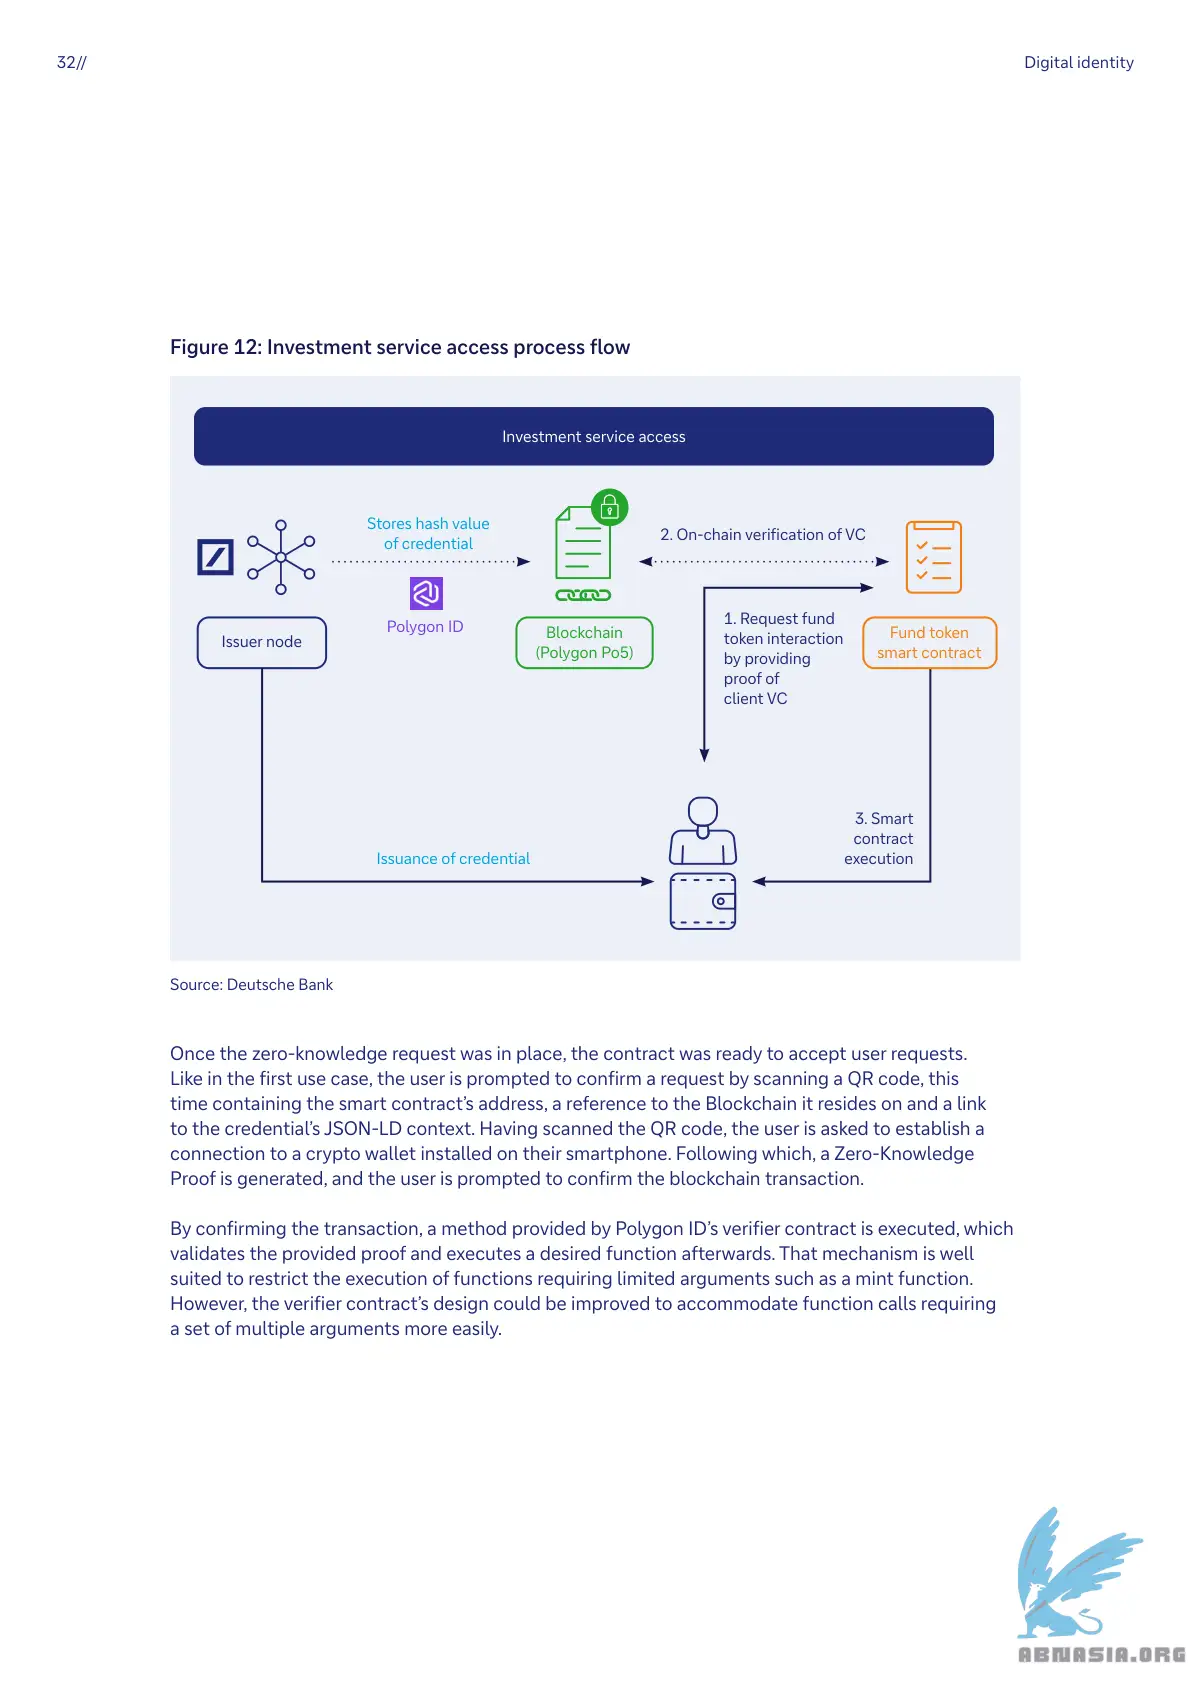 32//
Digital identity
Figure 12: Investment service access process flow
Investment service access
Stores hash value
of credential
Polygon ID
2. On-chain verification of VC
Issuer node
Blockchain
(Polygon Po5)
1. Request fund
token interaction
by providing
proof of
client VC
Fund token
smart contract
3. Smart
contract
execution
Issuance of credential
Source: Deutsche Bank
Once the zero-knowledge request was in place, the contract was ready to accept user requests.
Like in the first use case, the user is prompted to confirm a request by scanning a QR code, this
time containing the smart contract’s address, a reference to the Blockchain it resides on and a link
to the credential’s JSON-LD context. Having scanned the QR code, the user is asked to establish a
connection to a crypto wallet installed on their smartphone. Following which, a Zero-Knowledge
Proof is generated, and the user is prompted to confirm the blockchain transaction.
By confirming the transaction, a method provided by Polygon ID’s verifier contract is executed, which
validates the provided proof and executes a desired function afterwards. That mechanism is well
suited to restrict the execution of functions requiring limited arguments such as a mint function.
However, the verifier contract’s design could be improved to accommodate function calls requiring
a set of multiple arguments more easily.
ABNASIA.ORG